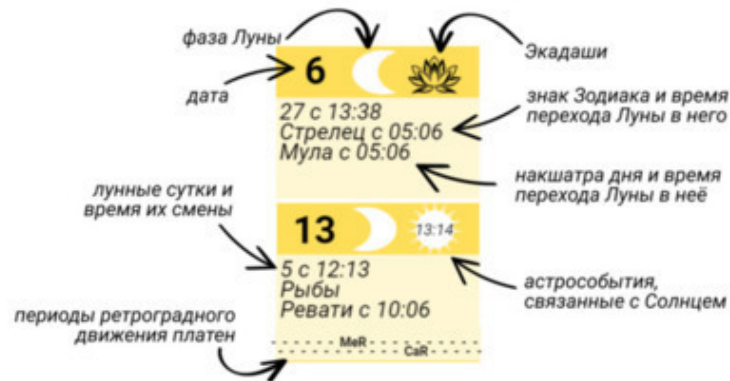 фаза Луны
Экадаши
6
дата
знак Зодиака и время
перехода Луны в него
27 с 13:38
Стрелец с 05:06
Мула с 05:06
накшатра дня и время
перехода Луны в неё
лунные сутки и
время их смены
13
13:14
5 с 12:13
Рыбы
Ревати с 10:06
астрособытия,
связанные с Солнцем
периоды ретроградного
движения платен
MeR
СаR